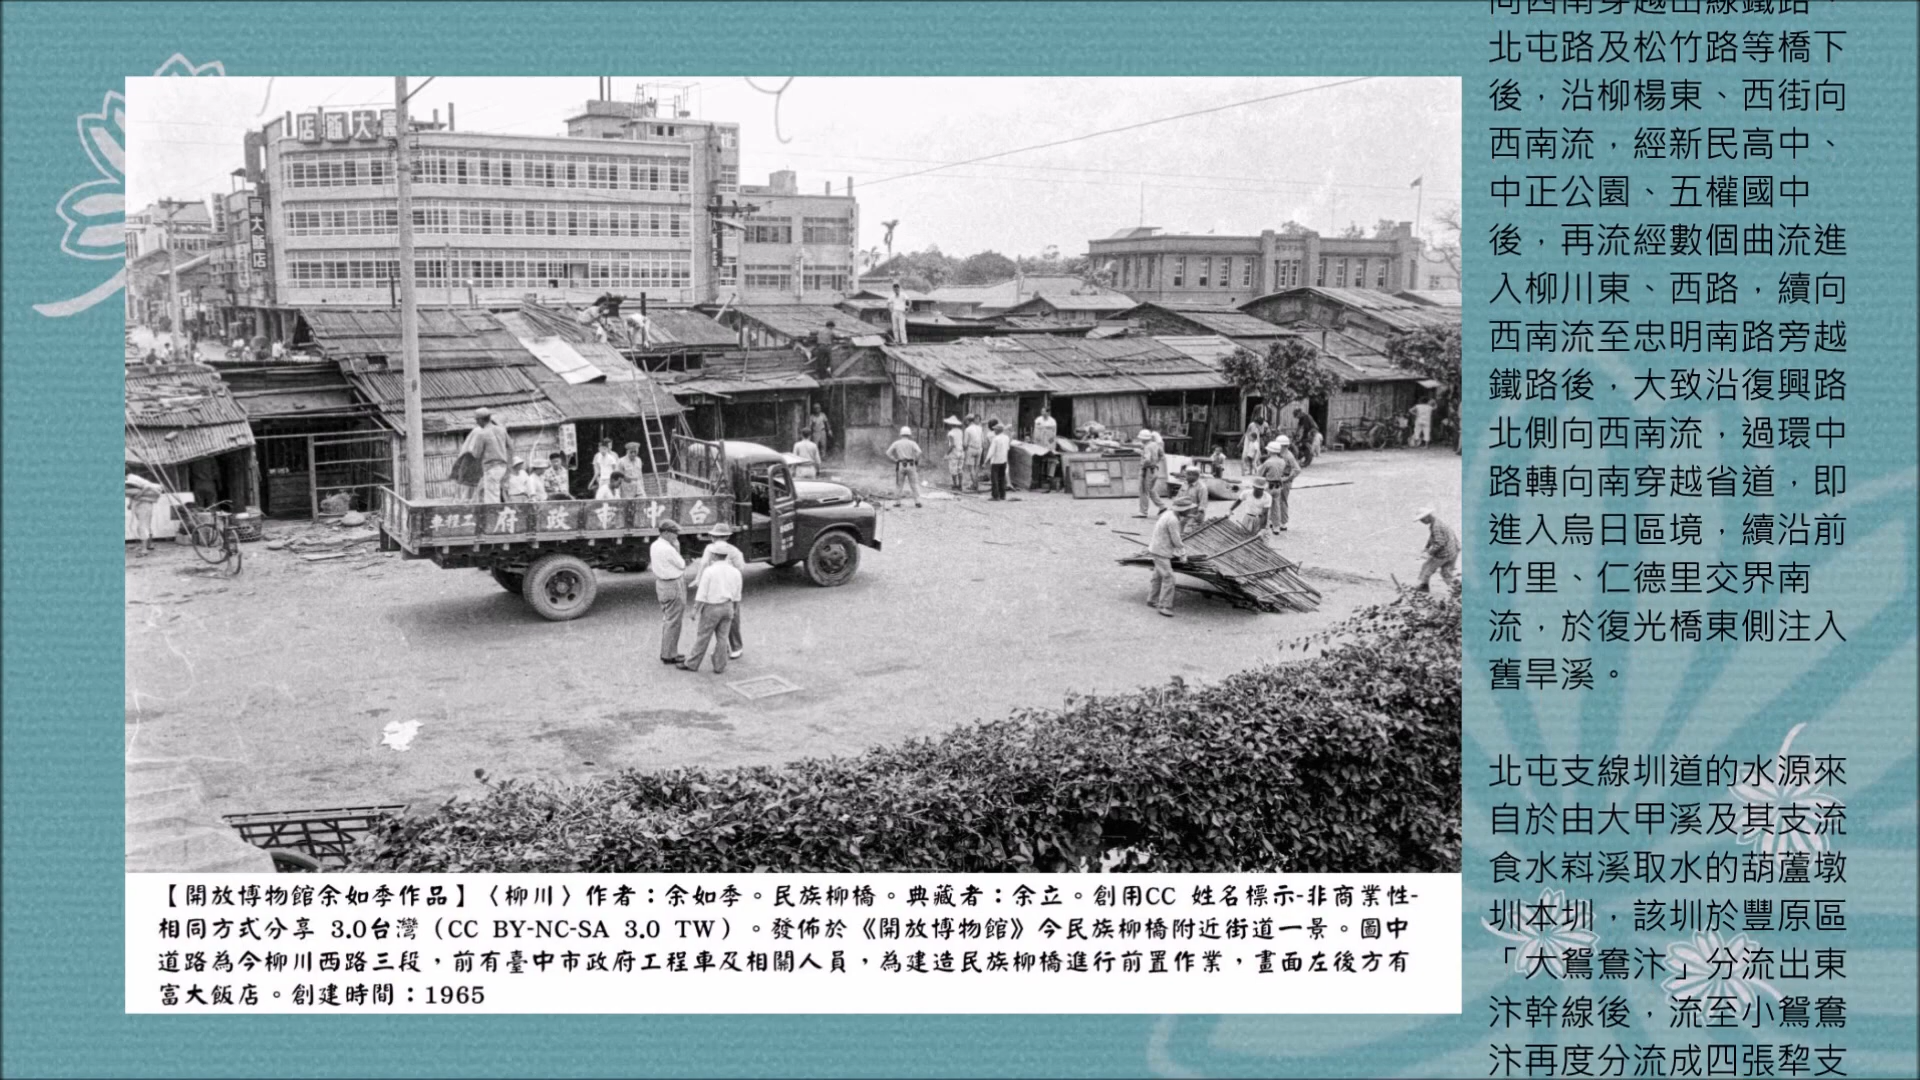 富大飯店
富大飯店
台中市政府工程車
【開放博物館余如季作品】〈柳川〉作者：余如季。民族柳橋。典藏者：余立。創用CC 姓名標示-非商業性-
相同方式分享 3.0台灣（CC BY-NC-SA 3.0 TW）。發佈於《開放博物館》今民族柳橋附近街道一景。圖中
道路為今柳川西路三段，前有臺中市政府工程車及相關人員，為建造民族柳橋進行前置作業，畫面左後方有
富大飯店。創建時間：1965
向西南穿越山線鐵路、
北屯路及松竹路等橋下
後，沿柳楊東、西街向
西南流，經新民高中、
中正公園、五權國中
後，再流經數個曲流進
入柳川東、西路，續向
西南流至忠明南路旁越
鐵路後，大致沿復興路
北側向西南流，過環中
路轉向南穿越省道，即
進入烏日區境，續沿前
竹里、仁德里交界南
流，於復光橋東側注入
舊旱溪。
北屯支線圳道的水源來
自於由大甲溪及其支流
食水嵙溪取水的葫蘆墩
圳本圳，該圳於豐原區
「大鴛鴦汴」分流出東
汴幹線後，流至小鴛鴦
汴再度分流成四張犂支